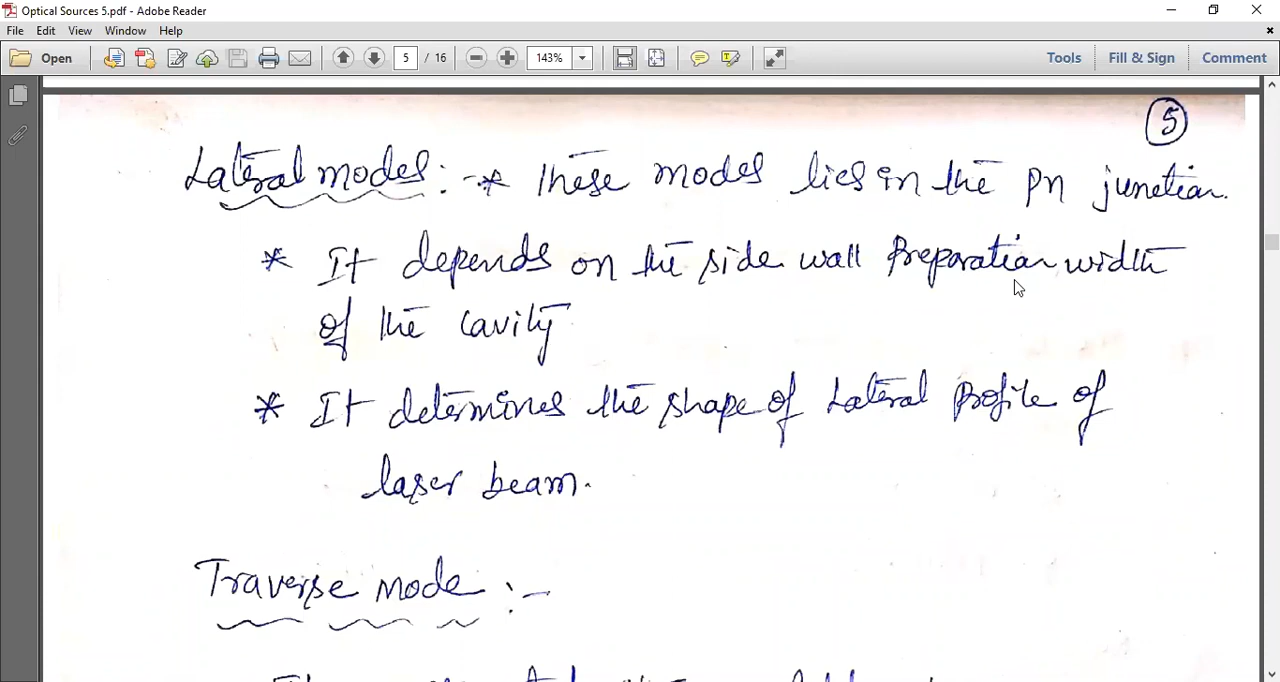 Optical Sources 5.pdf - Adobe Reader
File Edit View Window Help
Open 5 / 16 143% Tools Fill & Sign Comment
5
Lateral modes :- * these modes lies in the Pn junction.
* It depends on the side wall Preparation width
of the cavity
* It determines the shape of Lateral Profile of
laser beam.
Traverse mode :-